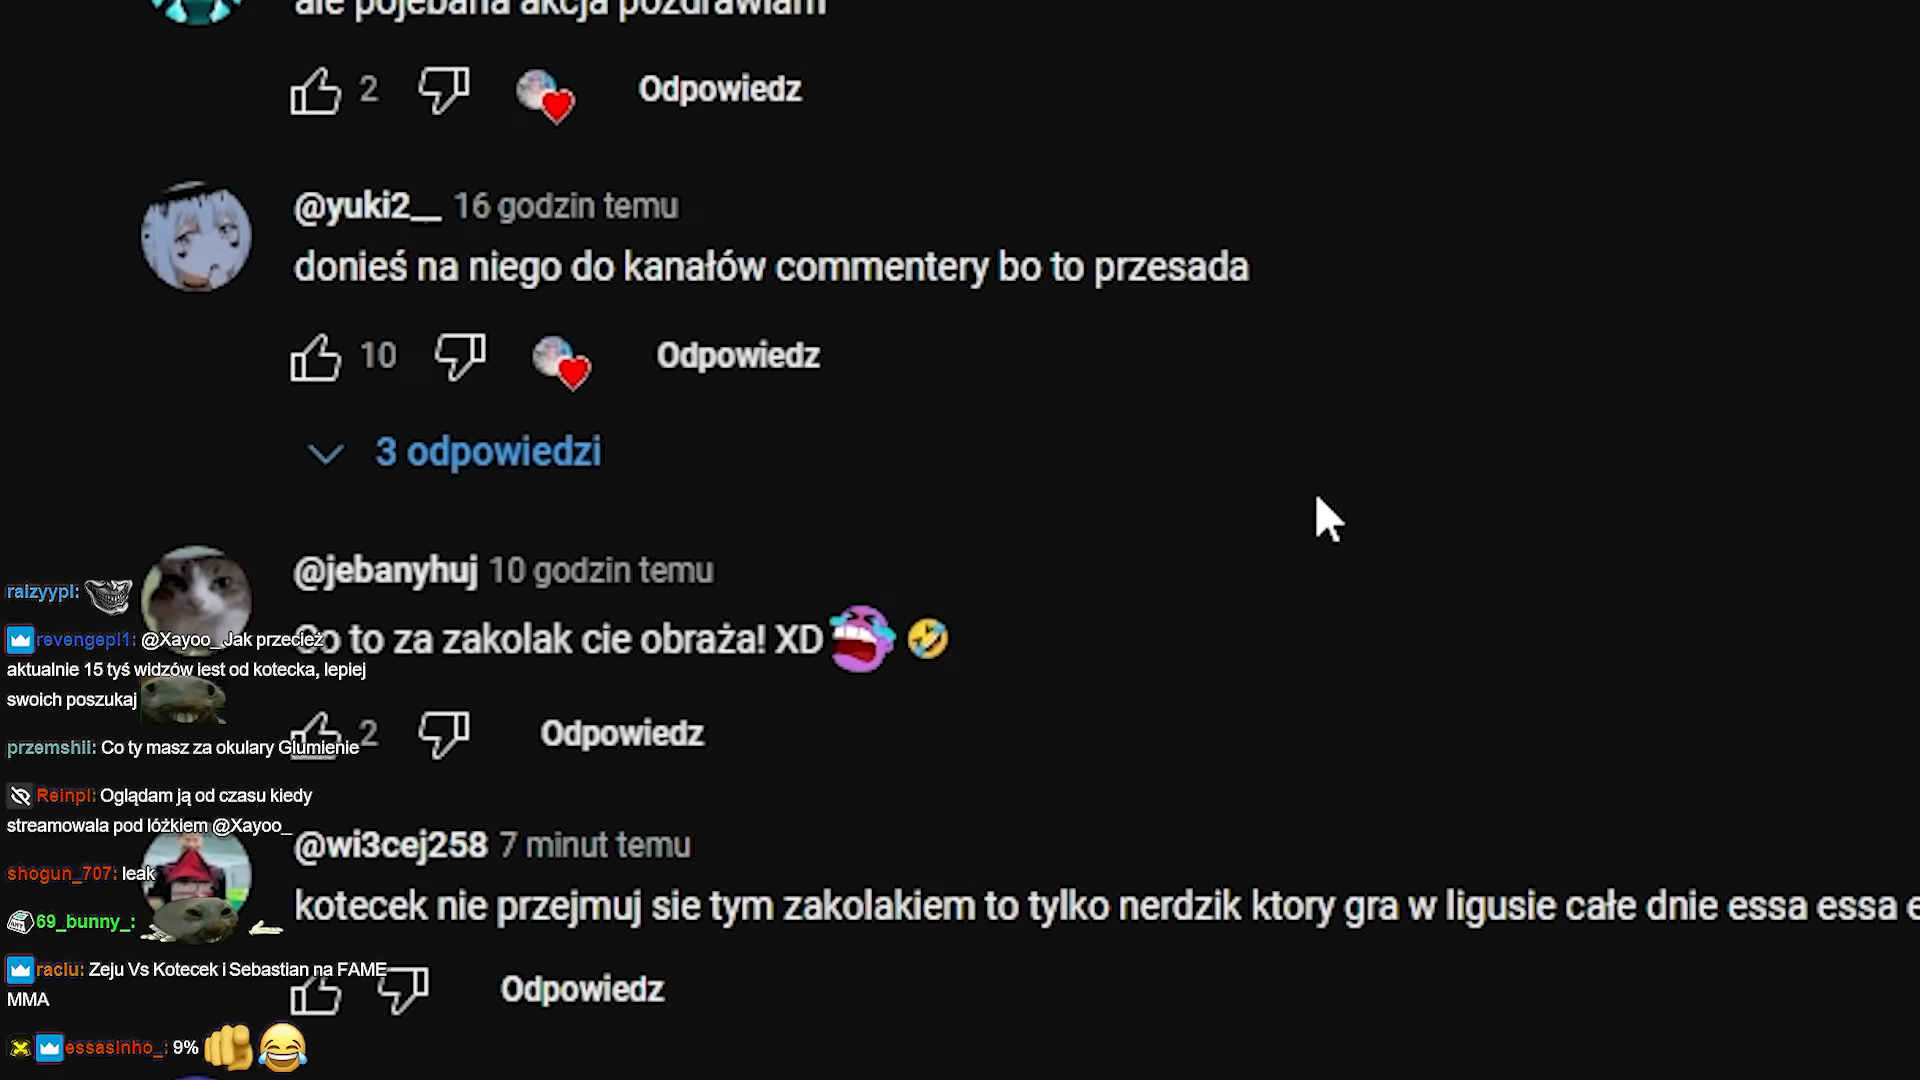 ale pojebana akcja pozdrawiam
2 Odpowiedz
@yuki2__ 16 godzin temu
donieś na niego do kanałów commentery bo to przesada
10 Odpowiedz
3 odpowiedzi
@jebanyhuj 10 godzin temu
Co to za zakolak cie obraża! XD
2 Odpowiedz
@wi3cej258 7 minut temu
kotecek nie przejmuj sie tym zakolakiem to tylko nerdzik ktory gra w ligusie całe dnie essa essa
Odpowiedz
raizyypl:
revengepl1: @Xayoo_ Jak przecież
aktualnie 15 tyś widzów jest od kotecka, lepiej
swoich poszukaj
przemshii: Co ty masz za okulary Glumienie
Reinpl: Oglądam ją od czasu kiedy
streamowala pod lóżkiem @Xayoo_
shogun_707: leak
69_bunny_:
raciu: Zeju Vs Kotecek i Sebastian na FAME
MMA
essasinho_: 9%